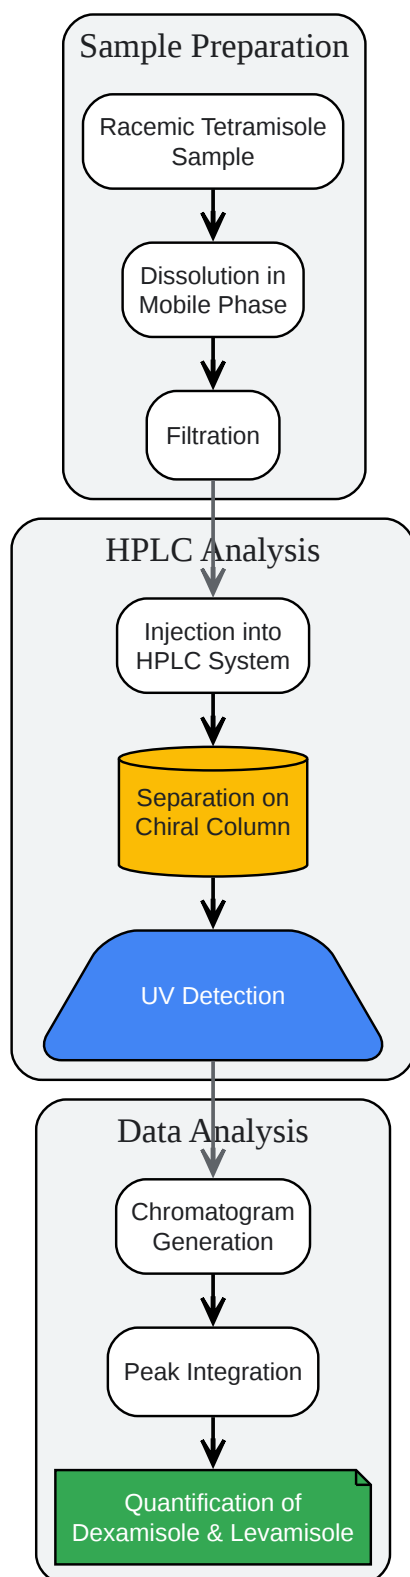 Sample Preparation
Racemic Tetramisole
Sample
Dissolution in
Mobile Phase
Filtration
HPLC Analysis
Injection into
HPLC System
Separation on
Chiral Column
UV Detection
Data Analysis
Chromatogram
Generation
Peak Integration
Quantification of
Dexamisole & Levamisole